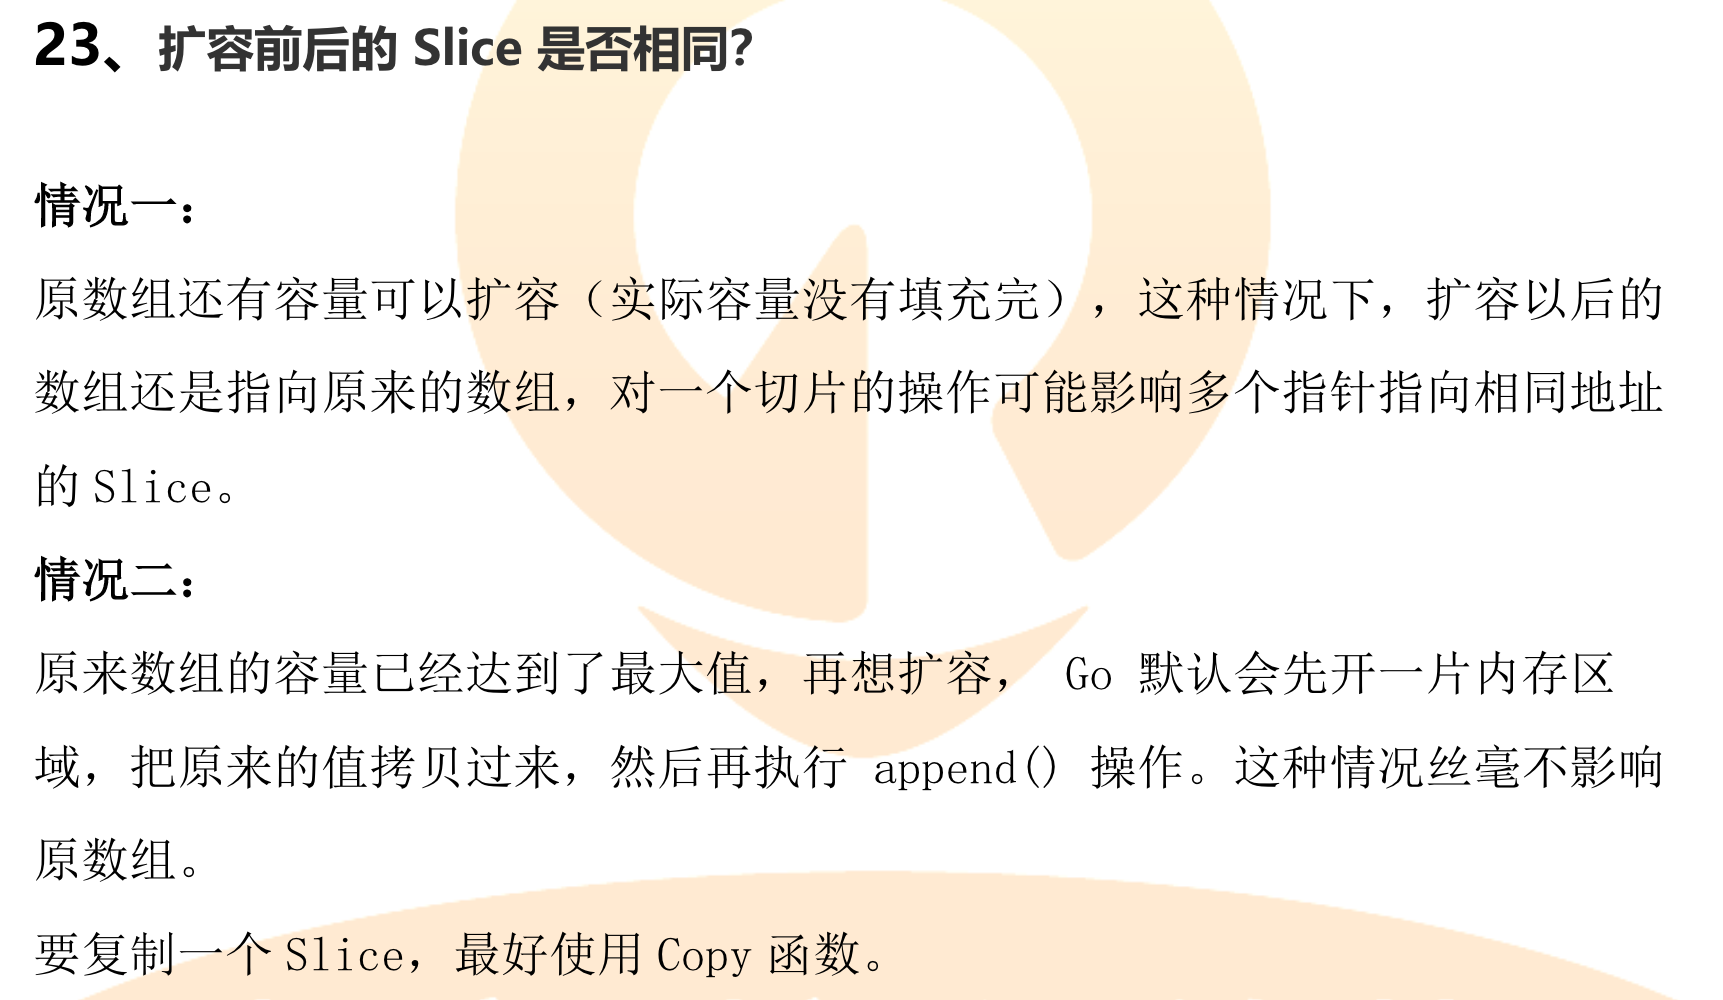 23、扩容前后的 Slice 是否相同？
情况一：
原数组还有容量可以扩容（实际容量没有填充完），这种情况下，扩容以后的
数组还是指向原来的数组，对一个切片的操作可能影响多个指针指向相同地址
的 Slice。
情况二：
原来数组的容量已经达到了最大值，再想扩容， Go 默认会先开一片内存区
域，把原来的值拷贝过来，然后再执行 append() 操作。这种情况丝毫不影响
原数组。
要复制一个 Slice，最好使用 Copy 函数。